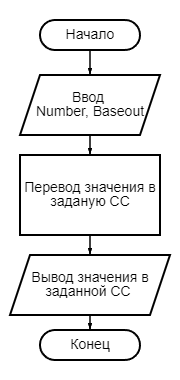 Начало
Ввод
Number, Baseout
Перевод значения в
заданую СС
Вывод значения в
заданной СС
Конец